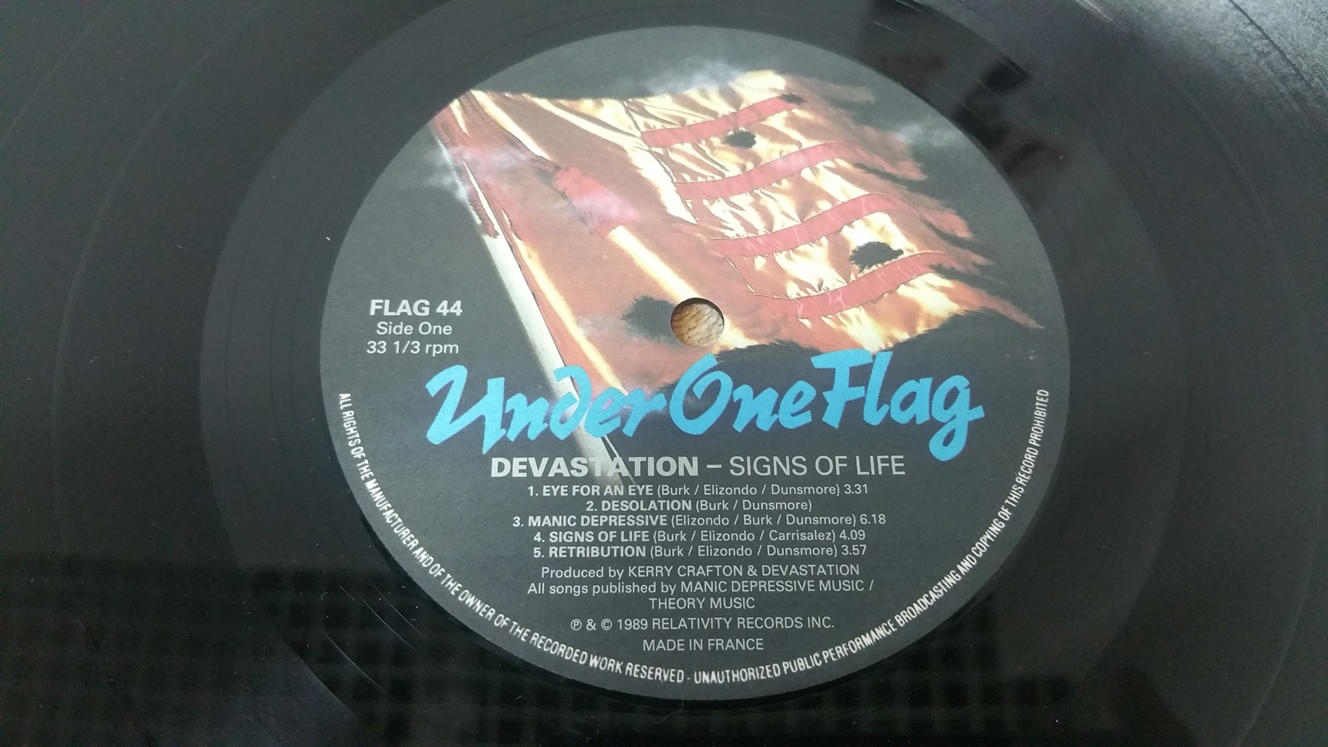 FLAG 44
Side One
33 1/3 rpm
Under One Flag
DEVASTATION – SIGNS OF LIFE
1. EYE FOR AN EYE (Burk / Elizondo / Dunsmore) 3.31
2. DESOLATION (Burk / Dunsmore)
3. MANIC DEPRESSIVE (Elizondo / Burk / Dunsmore) 6.18
4. SIGNS OF LIFE (Burk / Elizondo / Carrisalez) 4.09
5. RETRIBUTION (Burk / Elizondo / Dunsmore) 3.57
Produced by KERRY CRAFTON & DEVASTATION
All songs published by MANIC DEPRESSIVE MUSIC /
THEORY MUSIC
℗ & © 1989 RELATIVITY RECORDS INC.
MADE IN FRANCE
ALL RIGHTS OF THE MANUFACTURER AND OF THE OWNER OF THE RECORDED WORK RESERVED - UNAUTHORIZED PUBLIC PERFORMANCE BROADCASTING AND COPYING OF THIS RECORD PROHIBITED